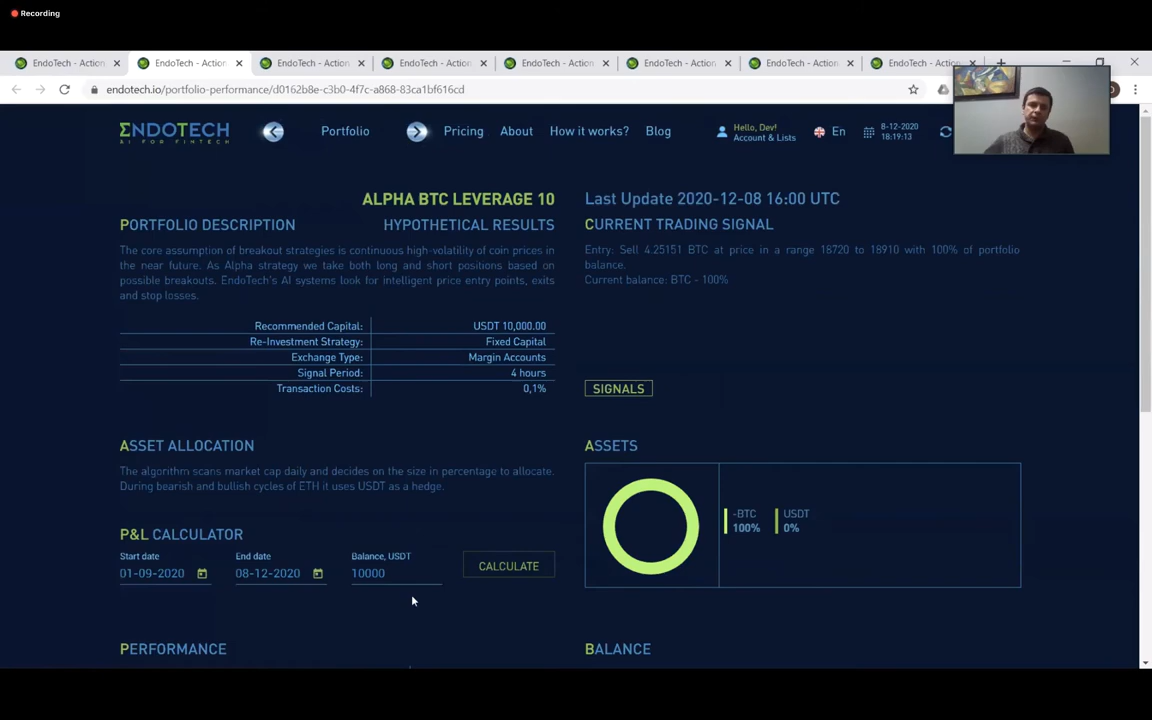 Recording
EndoTech - Action
EndoTech - Action
EndoTech - Action
EndoTech - Action
EndoTech - Action
EndoTech - Action
EndoTech - Action
EndoTech - Action
endotech.io/portfolio-performance/d0162b8e-c3b0-4f7c-a868-83ca1bf616cd
ENDOTECH
AI FOR FINTECH
Portfolio
Pricing
About
How it works?
Blog
Hello, Dev!
Account & Lists
En
8-12-2020
18:19:13
ALPHA BTC LEVERAGE 10
PORTFOLIO DESCRIPTION
HYPOTHETICAL RESULTS
The core assumption of breakout strategies is continuous high-volatility of coin prices in
the near future. As Alpha strategy we take both long and short positions based on
possible breakouts. EndoTech's AI systems look for intelligent price entry points, exits
and stop losses.
Recommended Capital: USDT 10,000.00
Re-Investment Strategy: Fixed Capital
Exchange Type: Margin Accounts
Signal Period: 4 hours
Transaction Costs: 0,1%
Last Update 2020-12-08 16:00 UTC
CURRENT TRADING SIGNAL
Entry: Sell 4.25151 BTC at price in a range 18720 to 18910 with 100% of portfolio
balance.
Current balance: BTC - 100%
SIGNALS
ASSET ALLOCATION
The algorithm scans market cap daily and decides on the size in percentage to allocate.
During bearish and bullish cycles of ETH it uses USDT as a hedge.
ASSETS
-BTC
100%
USDT
0%
P&L CALCULATOR
Start date
01-09-2020
End date
08-12-2020
Balance, USDT
10000
CALCULATE
PERFORMANCE
BALANCE